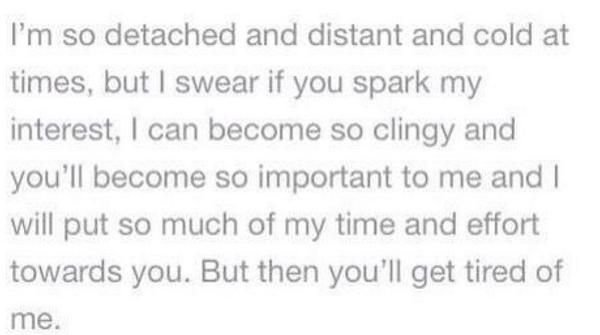 I'm so detached and distant and cold at
times, but I swear if you spark my
interest, I can become so clingy and
you'll become so important to me and I
will put so much of my time and effort
towards you. But then you'll get tired of
me.